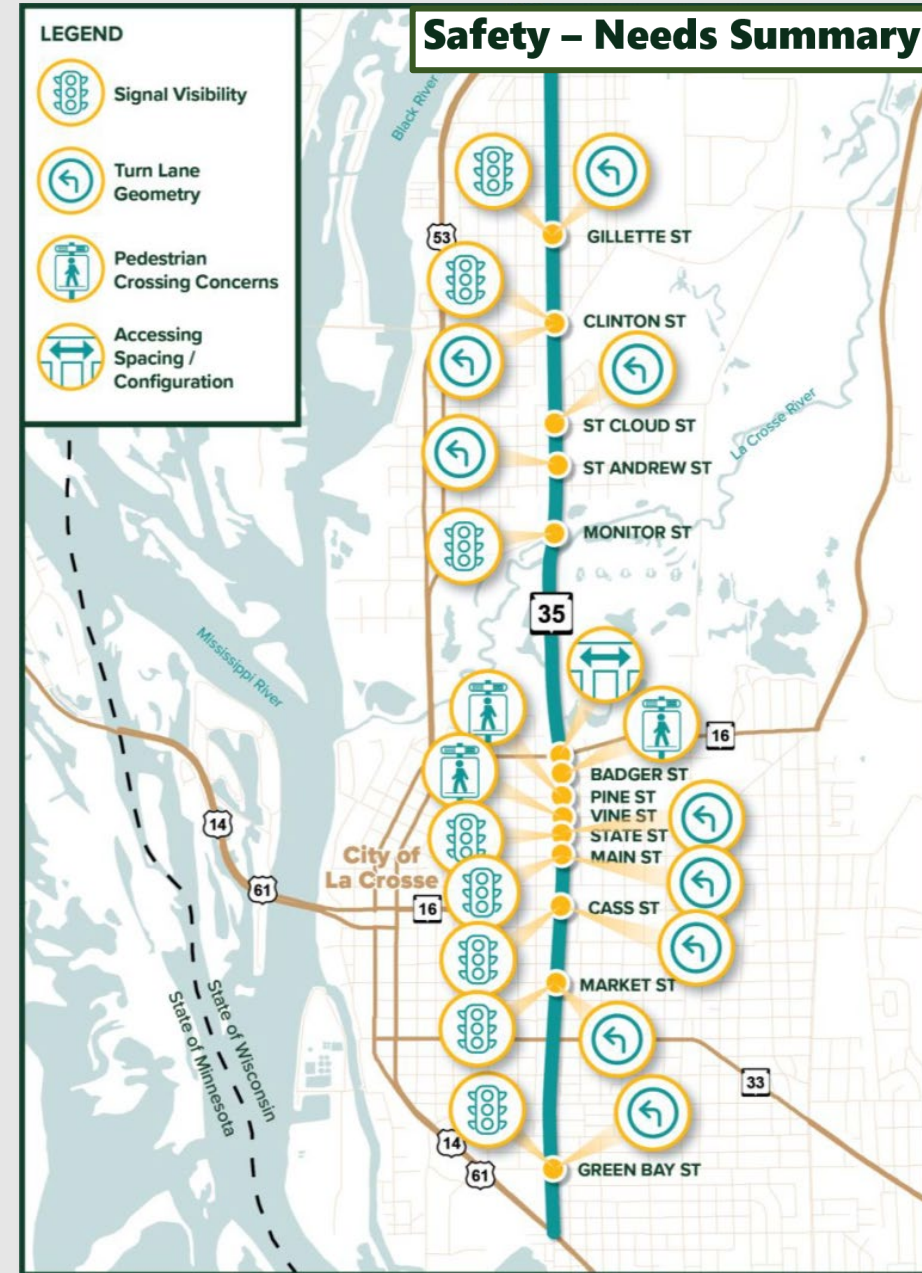 Safety – Needs Summary
LEGEND
Signal Visibility
Turn Lane
Geometry
Pedestrian
Crossing Concerns
Accessing
Spacing /
Configuration
Black River
53
GILLETTE ST
CLINTON ST
ST CLOUD ST
La Crosse River
ST ANDREW ST
MONITOR ST
35
Mississippi River
16
BADGER ST
PINE ST
VINE ST
STATE ST
MAIN ST
14
City of
La Crosse
61
16
CASS ST
MARKET ST
State of Wisconsin
State of Minnesota
33
14
61
GREEN BAY ST